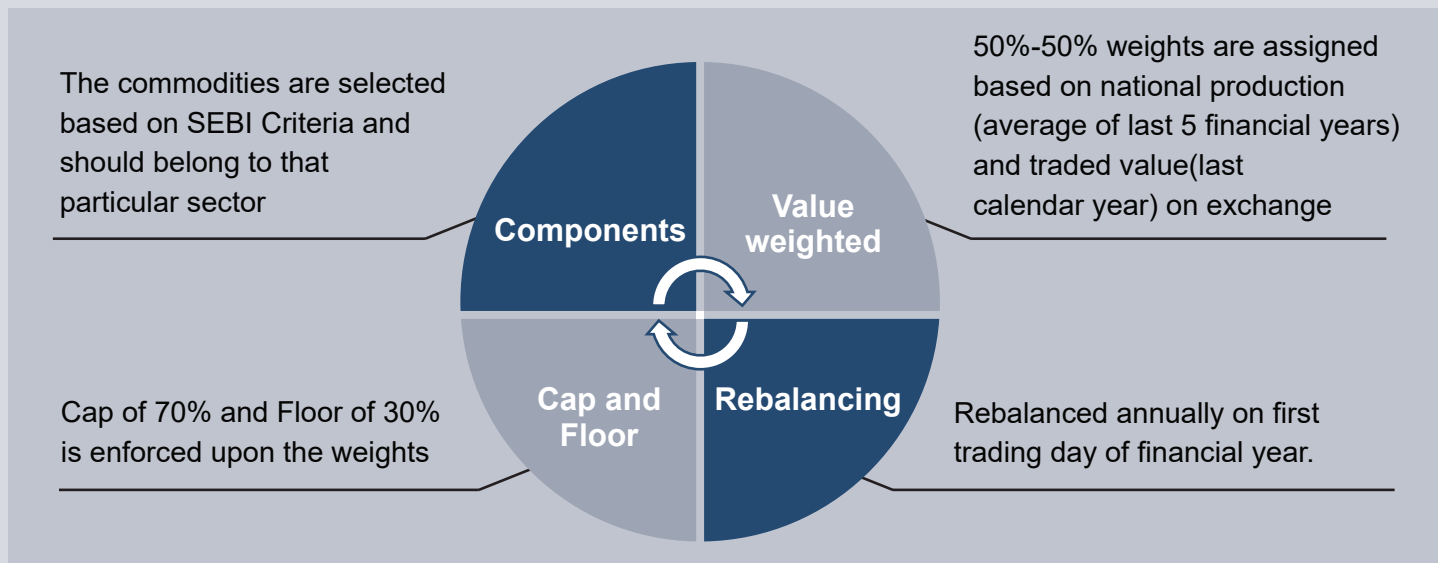 The commodities are selected
based on SEBI Criteria and
should belong to that
particular sector
Components
Value
weighted
50%-50% weights are assigned
based on national production
(average of last 5 financial years)
and traded value(last
calendar year) on exchange
Cap of 70% and Floor of 30%
is enforced upon the weights
Cap and
Floor
Rebalancing
Rebalanced annually on first
trading day of financial year.